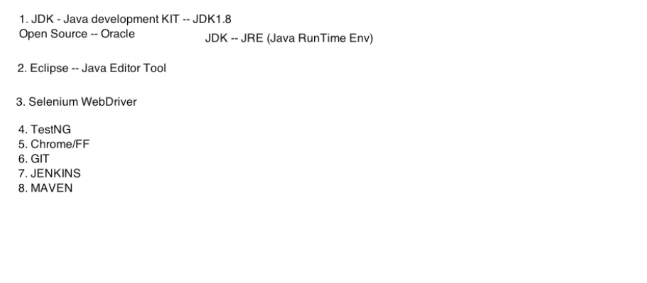 1. JDK - Java development KIT -- JDK1.8
Open Source -- Oracle
JDK -- JRE (Java RunTime Env)
2. Eclipse -- Java Editor Tool
3. Selenium WebDriver
4. TestNG
5. Chrome/FF
6. GIT
7. JENKINS
8. MAVEN